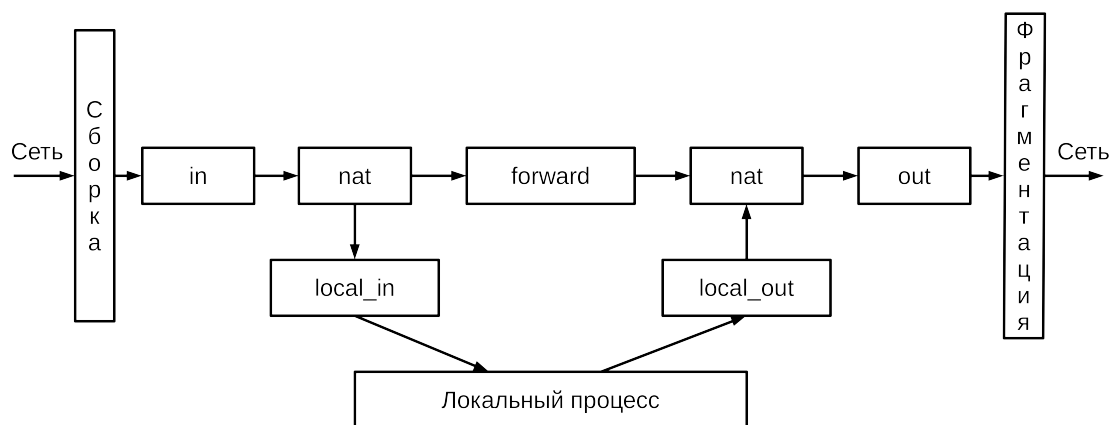 Сеть
Сборка
in
nat
forward
nat
out
Фрагментация
Сеть
local_in
local_out
Локальный процесс